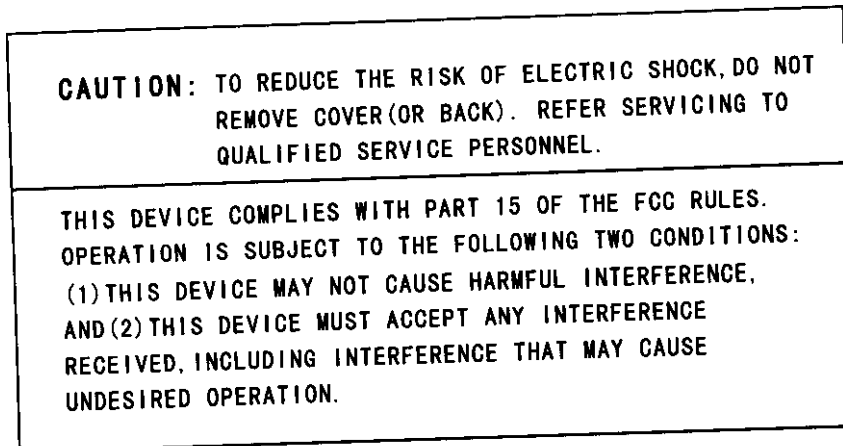 CAUTION: TO REDUCE THE RISK OF ELECTRIC SHOCK, DO NOT
REMOVE COVER (OR BACK). REFER SERVICING TO
QUALIFIED SERVICE PERSONNEL.
THIS DEVICE COMPLIES WITH PART 15 OF THE FCC RULES.
OPERATION IS SUBJECT TO THE FOLLOWING TWO CONDITIONS:
(1) THIS DEVICE MAY NOT CAUSE HARMFUL INTERFERENCE,
AND (2) THIS DEVICE MUST ACCEPT ANY INTERFERENCE
RECEIVED, INCLUDING INTERFERENCE THAT MAY CAUSE
UNDESIRED OPERATION.